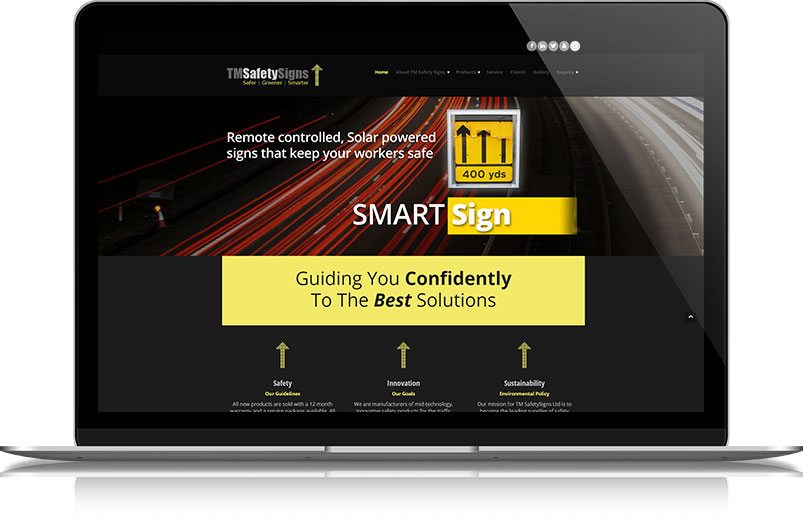 TMSafetySigns
Safer | Greener | Smarter
Home About TM Safety Signs Products Service Clients Gallery Enquiry
Remote controlled, Solar powered
signs that keep your workers safe
400 yds
SMART Sign
Guiding You Confidently
To The Best Solutions
Safety Innovation Sustainability
Our Guidelines Our Goals Environmental Policy
All new products are sold with a 12 month We are manufacturers of mid-technology, Our mission for TM SafetySigns Ltd is to
warranty and a service package available. All innovative safety products for the traffic become the leading supplier of safety